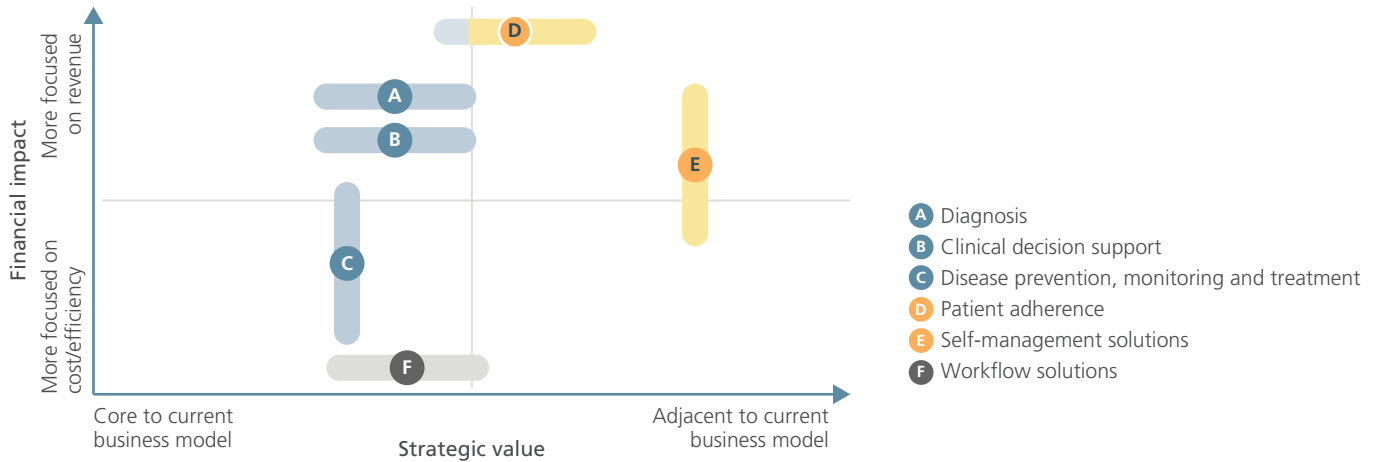 Financial impact
More focused
on revenue
More focused on
cost/efficiency
D
A
B
E
C
F
Core to current
business model
Strategic value
Adjacent to current
business model
A Diagnosis
B Clinical decision support
C Disease prevention, monitoring and treatment
D Patient adherence
E Self-management solutions
F Workflow solutions